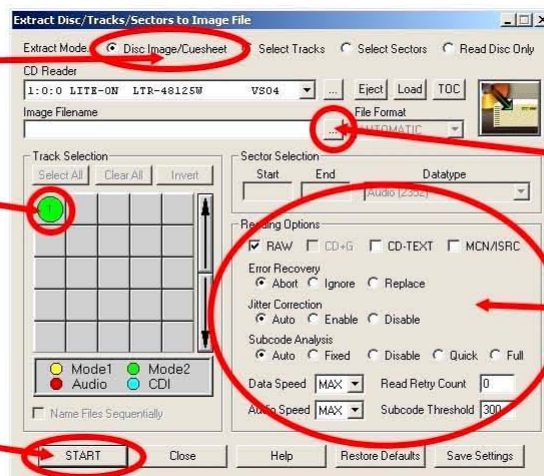 Extract Disc/Tracks/Sectors to Image File
Extract Mode: Disc Image/Cuesheet Select Tracks Select Sectors Read Disc Only
CD Reader
1:0:0 LITE-ON LTR-48125W VS04 ... Eject Load TOC
Image Filename File Format
... AUTOMATIC
Track Selection
Select All Clear All Invert
1
Mode1 Mode2
Audio CDI
Name Files Sequentially
Sector Selection
Start End Datatype
Audio [2352]
Reading Options
RAW CD+G CD-TEXT MCN/ISRC
Error Recovery
Abort Ignore Replace
Jitter Correction
Auto Enable Disable
Subcode Analysis
Auto Fixed Disable Quick Full
Data Speed MAX Read Retry Count 0
Audio Speed MAX Subcode Threshold 300
START Close Help Restore Defaults Save Settings